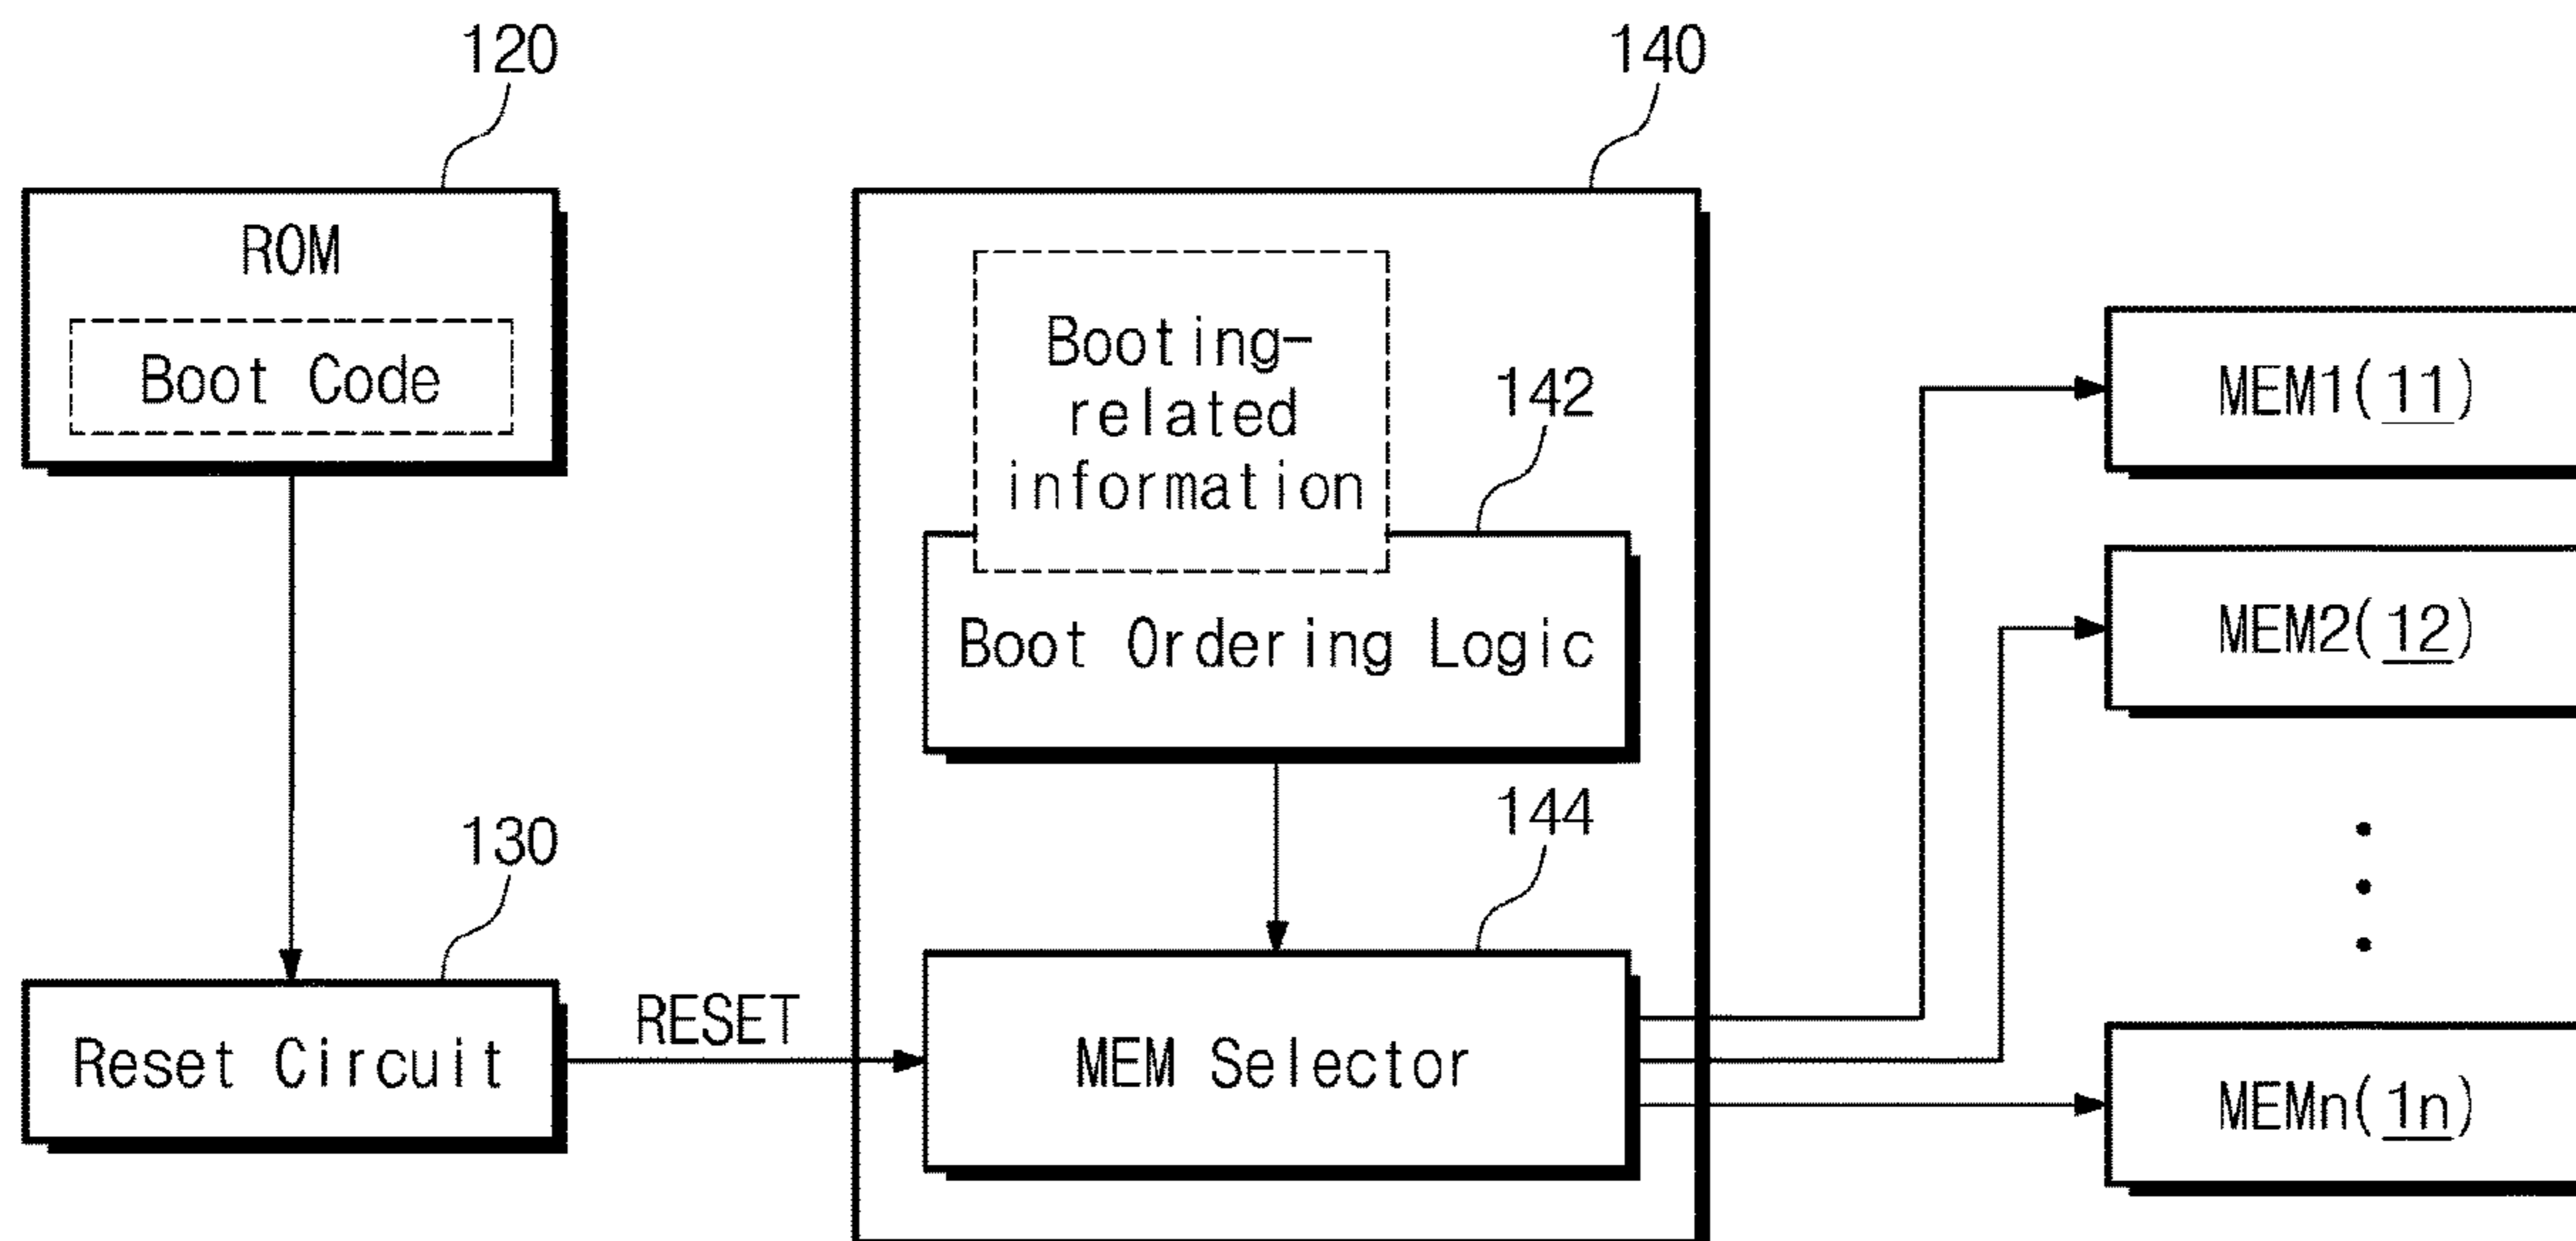 120
140
ROM
Boot Code
Booting-
related
information
142
Boot Ordering Logic
144
130
Reset Circuit
RESET
MEM Selector
MEM1(11)
MEM2(12)
MEMn(1n)